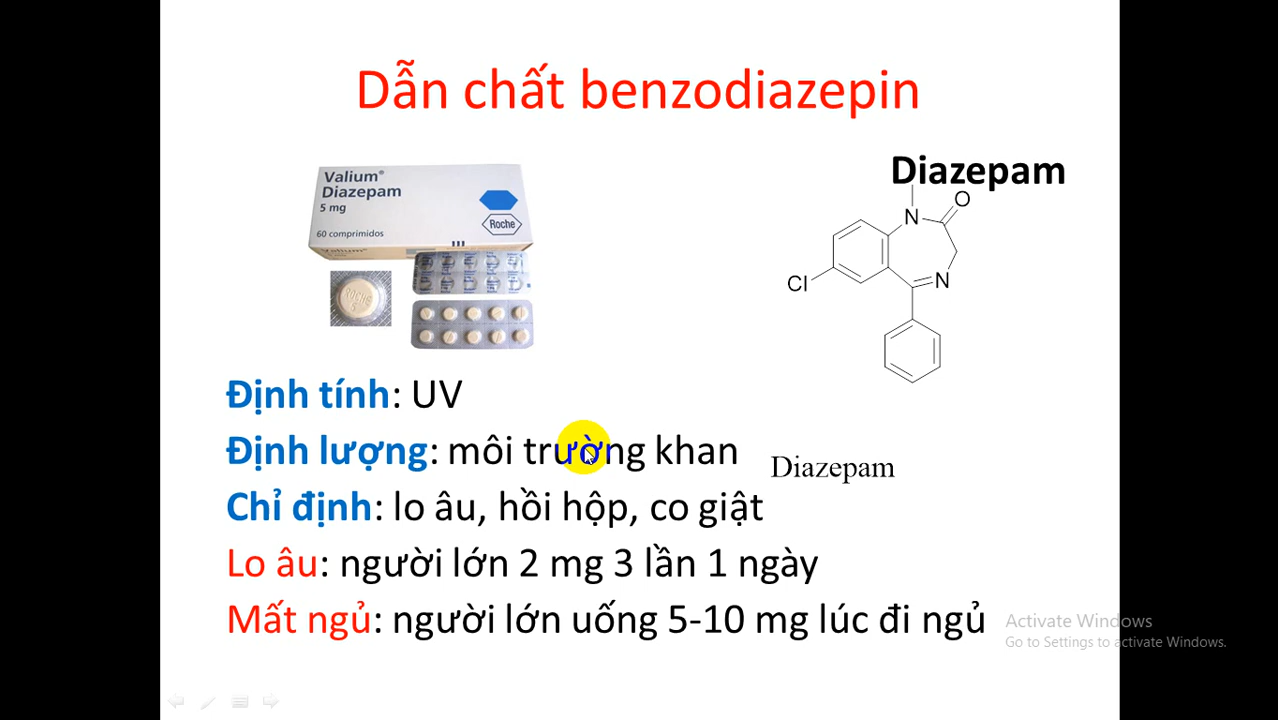 Dẫn chất benzodiazepin
Valium®
Diazepam
5 mg
Roche
60 comprimidos
Valium
ROCHE
5
Diazepam
N
O
N
Cl
Định tính: UV
Định lượng: môi trường khan
Diazepam
Chỉ định: lo âu, hồi hộp, co giật
Lo âu: người lớn 2 mg 3 lần 1 ngày
Mất ngủ: người lớn uống 5-10 mg lúc đi ngủ
Activate Windows
Go to Settings to activate Windows.